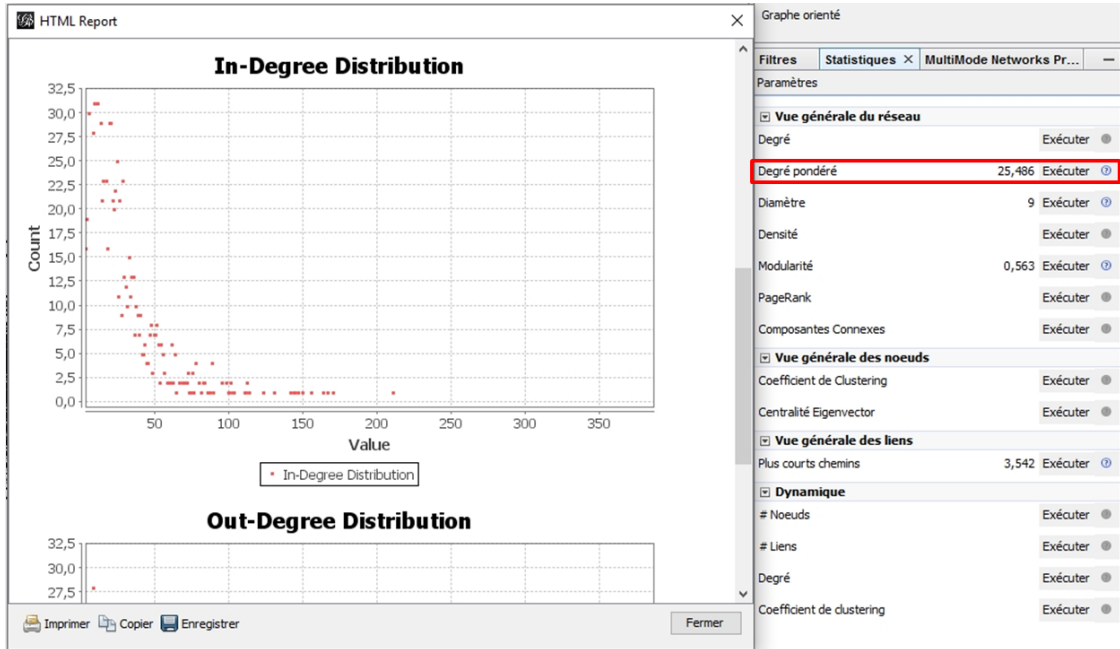 HTML Report
In-Degree Distribution
32,5
30,0
27,5
25,0
22,5
20,0
17,5
15,0
12,5
10,0
7,5
5,0
2,5
0,0
Count
50 100 150 200 250 300 350
Value
In-Degree Distribution
Out-Degree Distribution
32,5
30,0
27,5
Imprimer Copier Enregistrer Fermer
Graphe orienté
Filtres Statistiques × MultiMode Networks Pr...
Paramètres
Vue générale du réseau
Degré Exécuter
Degré pondéré 25,486 Exécuter ?
Diamètre 9 Exécuter ?
Densité Exécuter
Modularité 0,563 Exécuter ?
PageRank Exécuter
Composantes Connexes Exécuter
Vue générale des noeuds
Coefficient de Clustering Exécuter
Centralité Eigenvector Exécuter
Vue générale des liens
Plus courts chemins 3,542 Exécuter ?
Dynamique
# Noeuds Exécuter
# Liens Exécuter
Degré Exécuter
Coefficient de clustering Exécuter